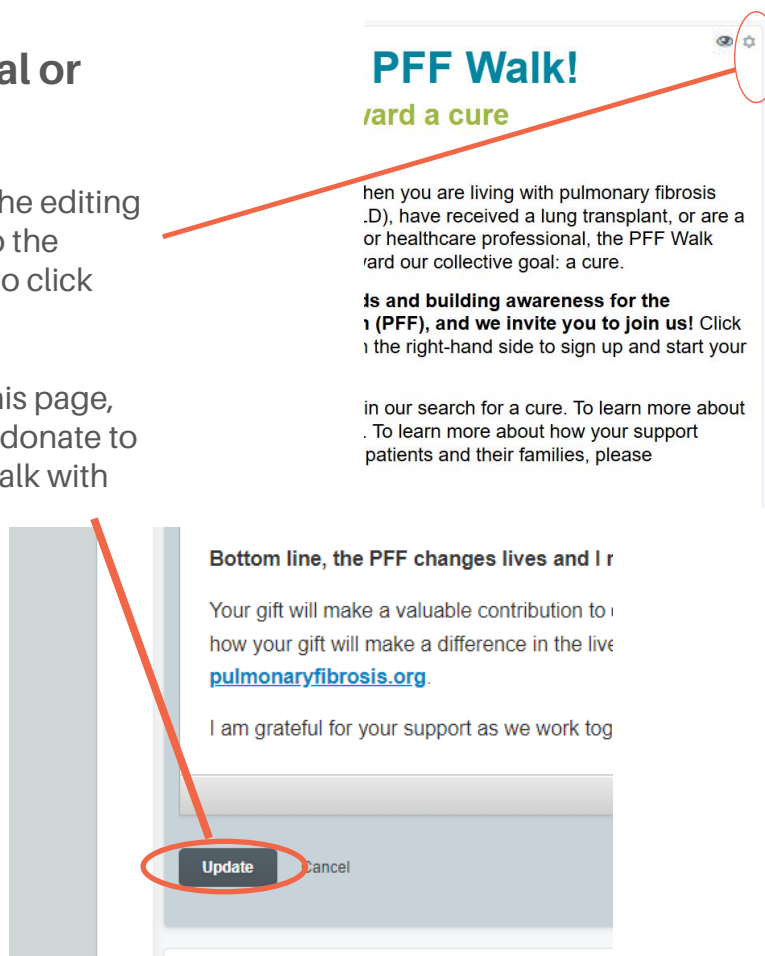 al or
he editing
o the
o click
his page,
donate to
alk with
PFF Walk!
ard a cure
hen you are living with pulmonary fibrosis
LD), have received a lung transplant, or are a
or healthcare professional, the PFF Walk
ard our collective goal: a cure.
ds and building awareness for the
n (PFF), and we invite you to join us! Click
n the right-hand side to sign up and start your
in our search for a cure. To learn more about
. To learn more about how your support
patients and their families, please
Bottom line, the PFF changes lives and I r
Your gift will make a valuable contribution to
how your gift will make a difference in the live
pulmonaryfibrosis.org.
I am grateful for your support as we work tog
Update
Cancel